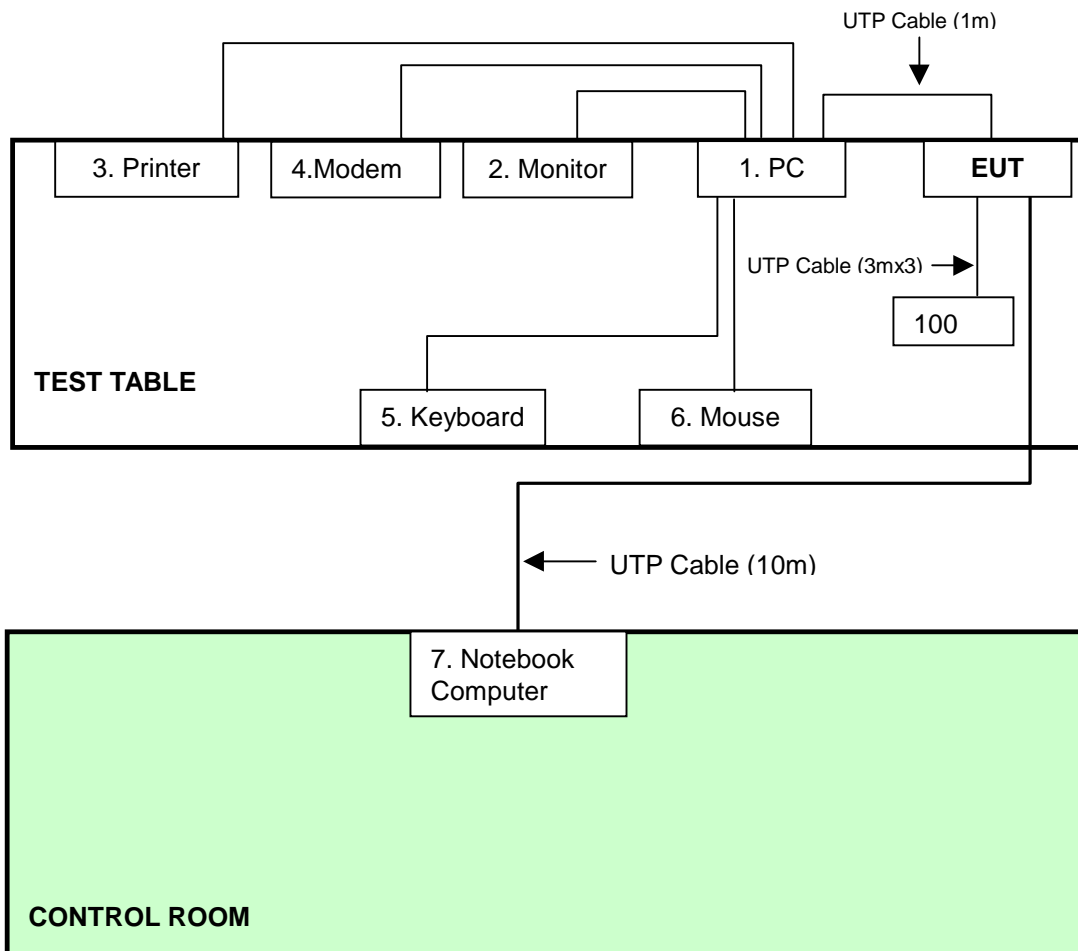 UTP Cable (1m)
3. Printer
4.Modem
2. Monitor
1. PC
EUT
UTP Cable (3mx3)
100
TEST TABLE
5. Keyboard
6. Mouse
UTP Cable (10m)
7. Notebook
Computer
CONTROL ROOM